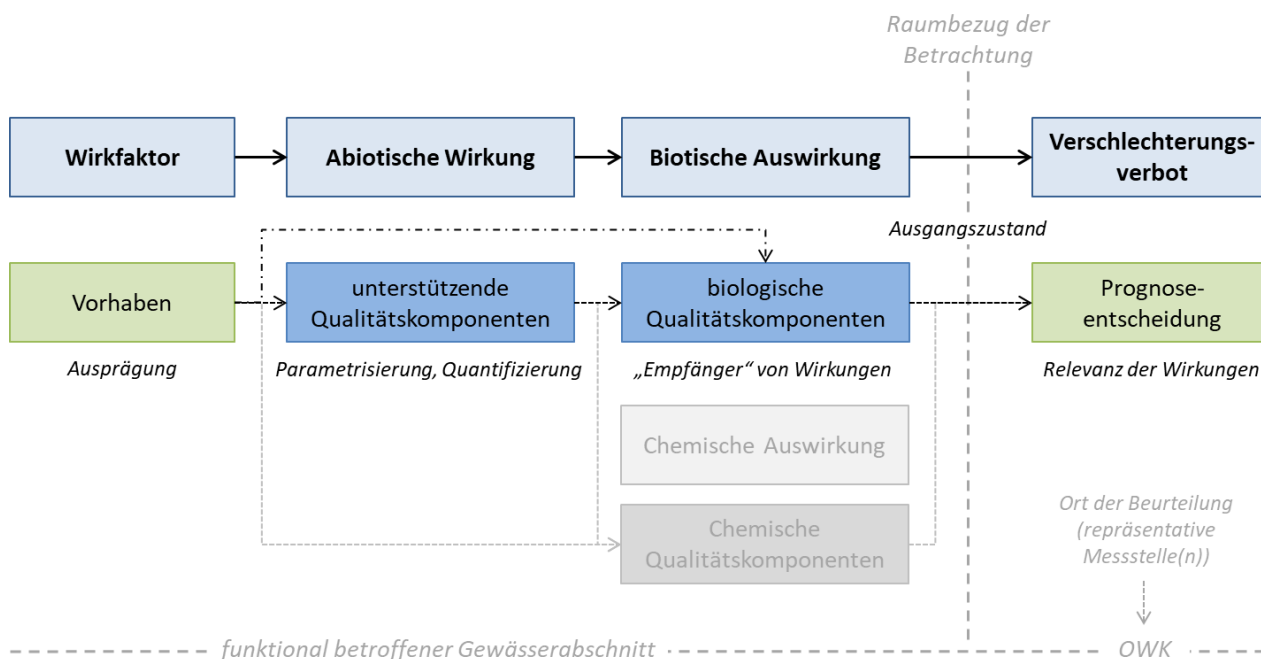 Raumbezug der
Betrachtung
Wirkfaktor
Abiotische Wirkung
Biotische Auswirkung
Verschlechterungs-
verbot
Ausgangszustand
Vorhaben
unterstützende
Qualitätskomponenten
biologische
Qualitätskomponenten
Prognose-
entscheidung
Ausprägung
Parametrisierung, Quantifizierung
„Empfänger“ von Wirkungen
Relevanz der Wirkungen
Chemische Auswirkung
Chemische
Qualitätskomponenten
Ort der Beurteilung
(repräsentative
Messstelle(n))
funktional betroffener Gewässerabschnitt
OWK